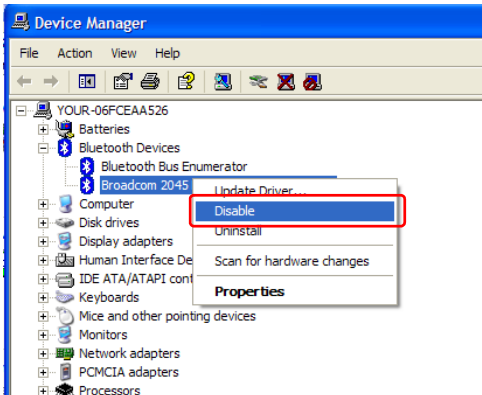 Device Manager
File Action View Help
YOUR-06FCEAA526
Batteries
Bluetooth Devices
Bluetooth Bus Enumerator
Broadcom 2045
Update Driver...
Computer
Disable
Disk drives
Uninstall
Display adapters
Human Interface De
Scan for hardware changes
IDE ATA/ATAPI cont
Keyboards
Properties
Mice and other pointing devices
Monitors
Network adapters
PCMCIA adapters
Processors